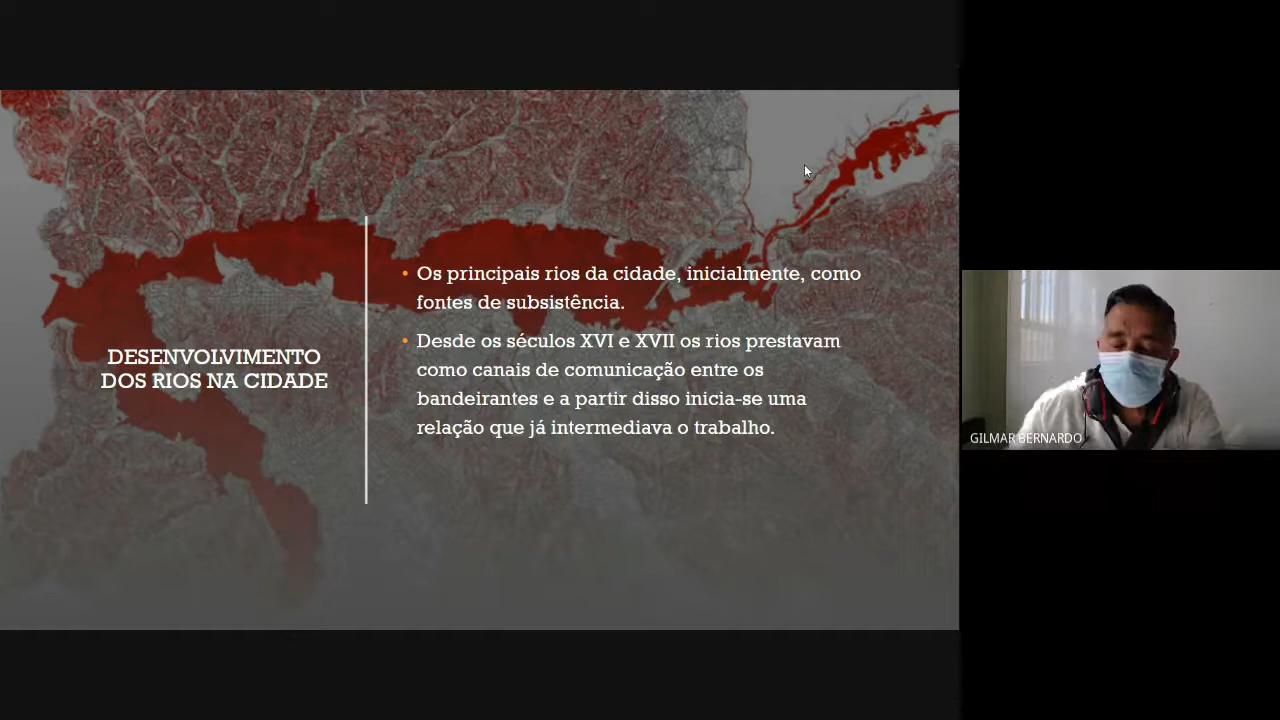 DESENVOLVIMENTO
DOS RIOS NA CIDADE
• Os principais rios da cidade, inicialmente, como
fontes de subsistência.
• Desde os séculos XVI e XVII os rios prestavam
como canais de comunicação entre os
bandeirantes e a partir disso inicia-se uma
relação que já intermediava o trabalho.
GILMAR BERNARDO